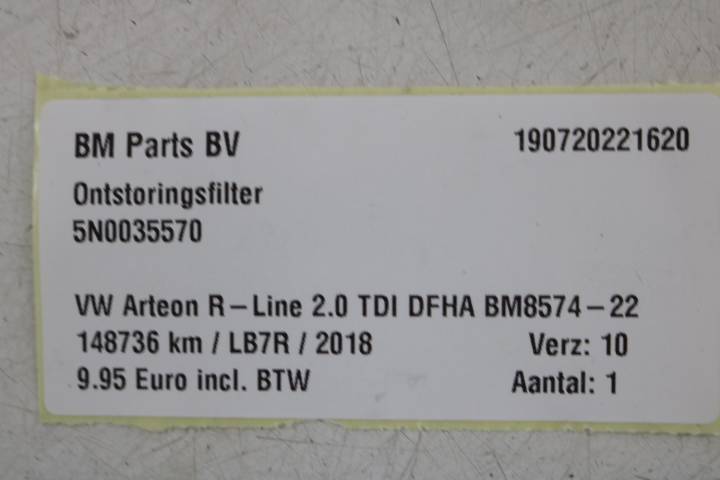 BM Parts BV 190720221620
Ontstoringsfilter
5N0035570
VW Arteon R-Line 2.0 TDI DFHA BM8574-22
148736 km / LB7R / 2018 Verz: 10
9.95 Euro incl. BTW Aantal: 1